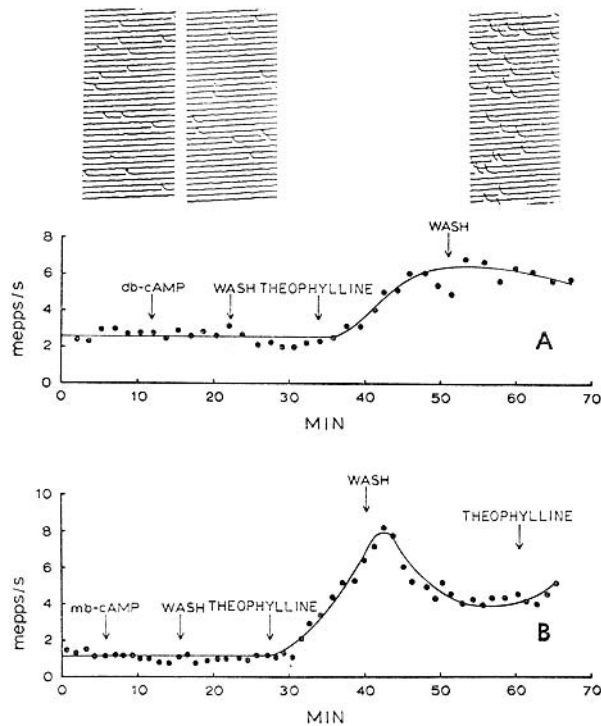 WASH
8
6
db-cAMP
WASH
THEOPHYLLINE
mepps/s
4
2
A
0
0 10 20 30 40 50 60 70
MIN
WASH
10
8
THEOPHYLLINE
mepps/s
6
4
mb-cAMP
WASH
THEOPHYLLINE
2
B
0
0 10 20 30 40 50 60 70
MIN